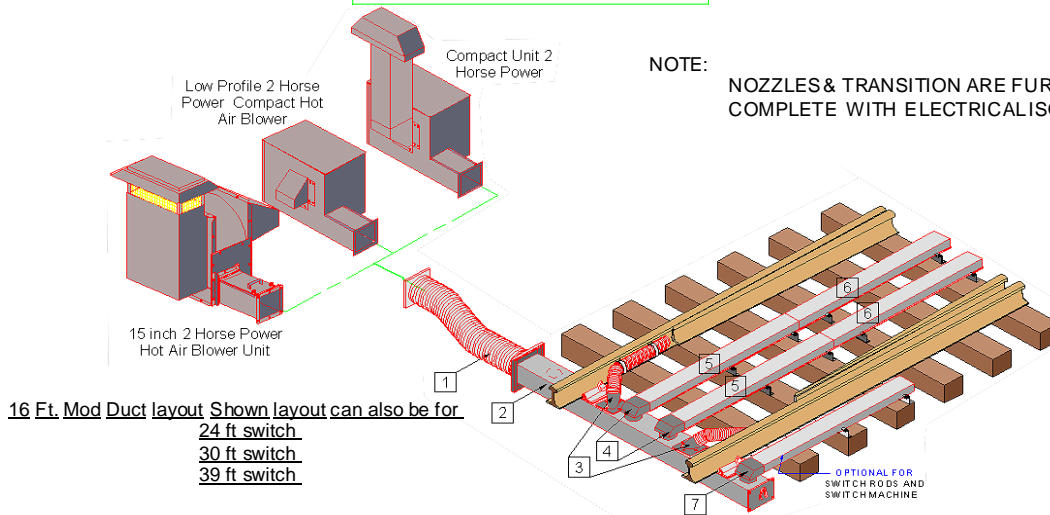 Compact Unit 2
Horse Power
Low Profile 2 Horse
Power Compact Hot
Air Blower
NOTE:
NOZZLES & TRANSITION ARE FUR
COMPLETE WITH ELECTRICAL ISO
15 inch 2 Horse Power
Hot Air Blower Unit
16 Ft. Mod Duct layout Shown layout can also be for
24 ft switch
30 ft switch
39 ft switch
6
6
5
5
1
2
3
4
7
OPTIONAL FOR
SWITCH RODS AND
SWITCH MACHINE